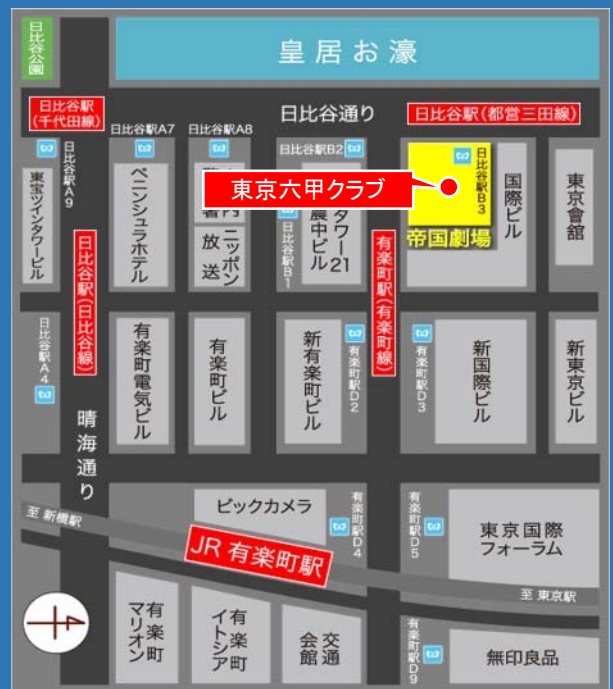 日比谷公園
皇居お濠
日比谷駅
(千代田線)
日比谷通り
日比谷駅(都営三田線)
日比谷駅A7
日比谷駅A8
日比谷駅B2
日比谷駅A9
東宝ツインタワービル
ペニンシュラホテル
東京六甲クラブ
署
内
ニッポン
放送
日比谷駅B1
タワー21
農中ビル
日比谷駅B3
帝国劇場
国際ビル
東京會館
日比谷駅(日比谷線)
有楽町駅(有楽町線)
日比谷駅A4
晴海通り
有楽町電気ビル
有楽町ビル
新有楽町ビル
有楽町駅D2
有楽町駅D3
新国際ビル
新東京ビル
至 新橋駅
ビックカメラ
有楽町駅D4
有楽町駅D5
東京国際
フォーラム
JR 有楽町駅
至 東京駅
有楽町
マリオン
有楽町
イトシア
交通
会館
有楽町駅D9
無印良品